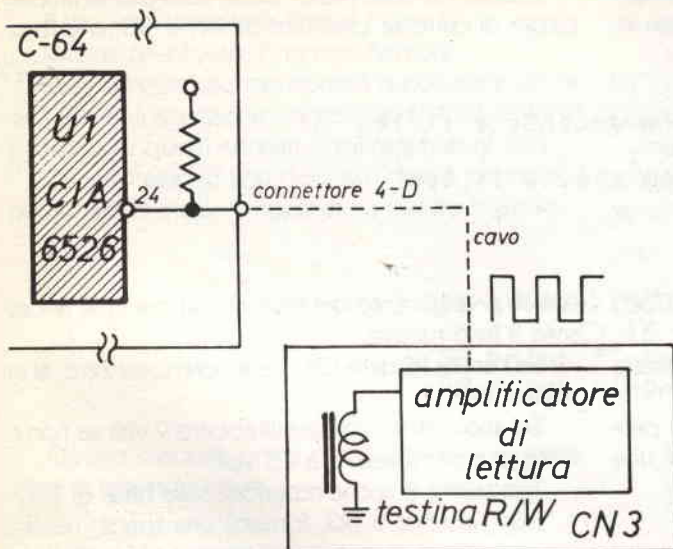 C-64
U1
CIA
6526
24
connettore 4-D
cavo
amplificatore
di
lettura
testina R/W
CN3